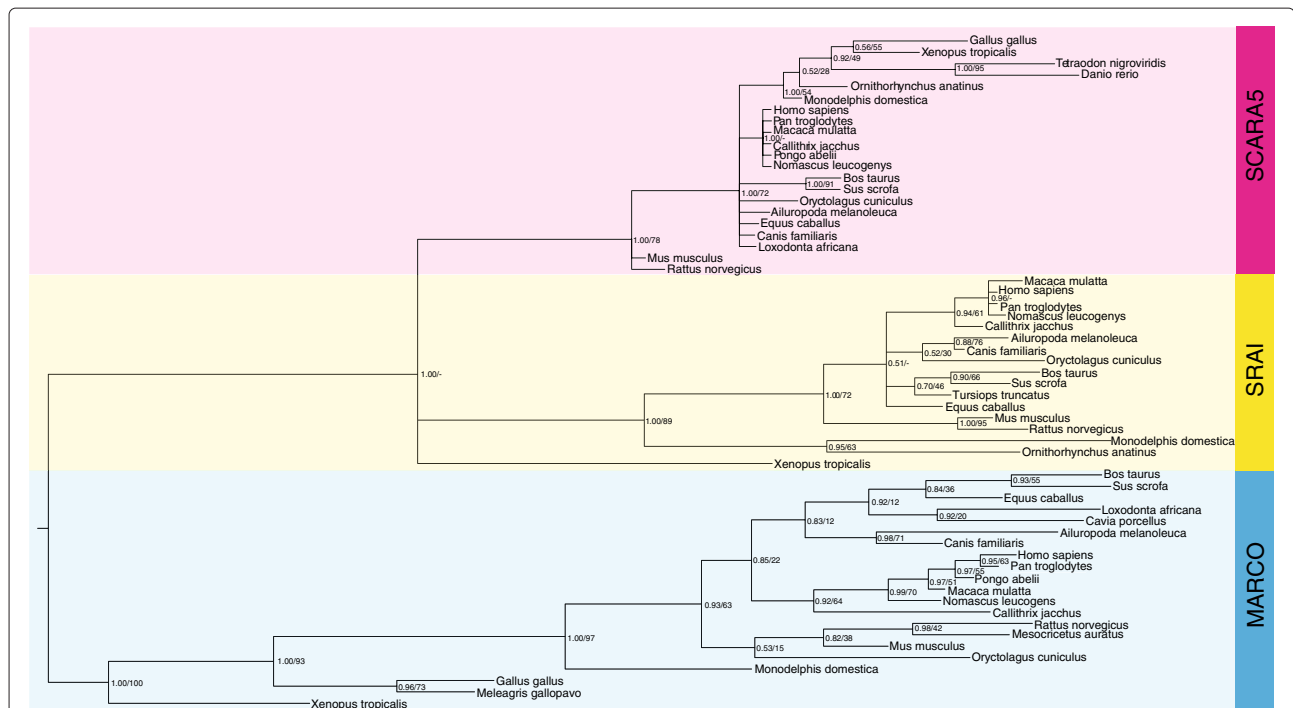 Gallus gallus
0.56/55
Xenopus tropicalis
0.92/49
Tetraodon nigroviridis
0.52/28
1.00/95
Danio rerio
Ornithorhynchus anatinus
1.00/54
Monodelphis domestica
Homo sapiens
Pan troglodytes
Macaca mulatta
1.00/-
Callithrix jacchus
Pongo abelii
Nomascus leucogenys
Bos taurus
1.00/91
Sus scrofa
1.00/72
Oryctolagus cuniculus
Ailuropoda melanoleuca
Equus caballus
Canis familiaris
1.00/78
Loxodonta africana
Mus musculus
Rattus norvegicus
SCARA5
Macaca mulatta
Homo sapiens
0.96/-
Pan troglodytes
0.94/61
Nomascus leucogenys
Callithrix jacchus
Ailuropoda melanoleuca
0.88/76
Canis familiaris
0.52/30
Oryctolagus cuniculus
0.51/-
Bos taurus
0.90/66
Sus scrofa
0.70/46
Tursiops truncatus
1.00/-
1.00/72
Equus caballus
1.00/89
Mus musculus
1.00/95
Rattus norvegicus
Monodelphis domestica
0.95/63
Ornithorhynchus anatinus
Xenopus tropicalis
SRAI
Bos taurus
0.93/55
Sus scrofa
0.84/36
Equus caballus
0.92/12
Loxodonta africana
0.92/20
Cavia porcellus
0.83/12
Ailuropoda melanoleuca
0.98/71
Canis familiaris
0.85/22
Homo sapiens
0.95/63
Pan troglodytes
0.97/55
Pongo abelii
0.97/51
Macaca mulatta
0.99/70
Nomascus leucogens
0.92/64
0.93/63
Callithrix jacchus
Rattus norvegicus
0.98/42
Mesocricetus auratus
0.82/38
Mus musculus
1.00/97
0.53/15
Oryctolagus cuniculus
1.00/93
Monodelphis domestica
1.00/100
Gallus gallus
0.96/73
Meleagris gallopavo
Xenopus tropicalis
MARCO